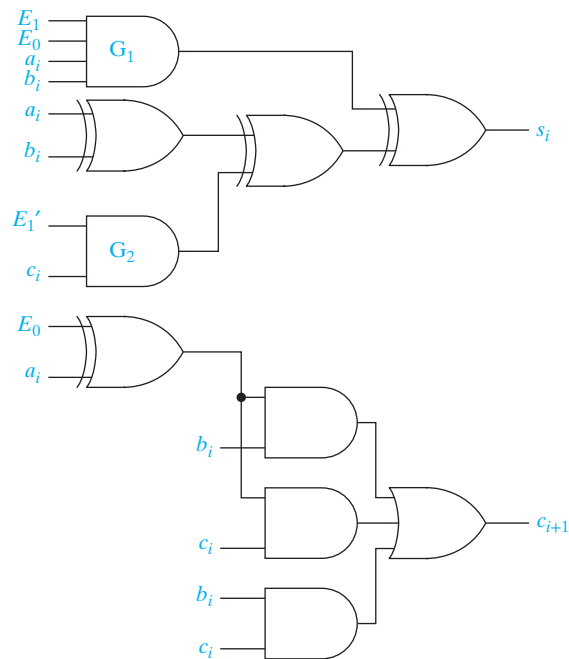 E₁
E₀
G₁
aᵢ
bᵢ
aᵢ
sᵢ
bᵢ
E₁′
G₂
cᵢ
E₀
aᵢ
bᵢ
cᵢ₊₁
cᵢ
bᵢ
cᵢ